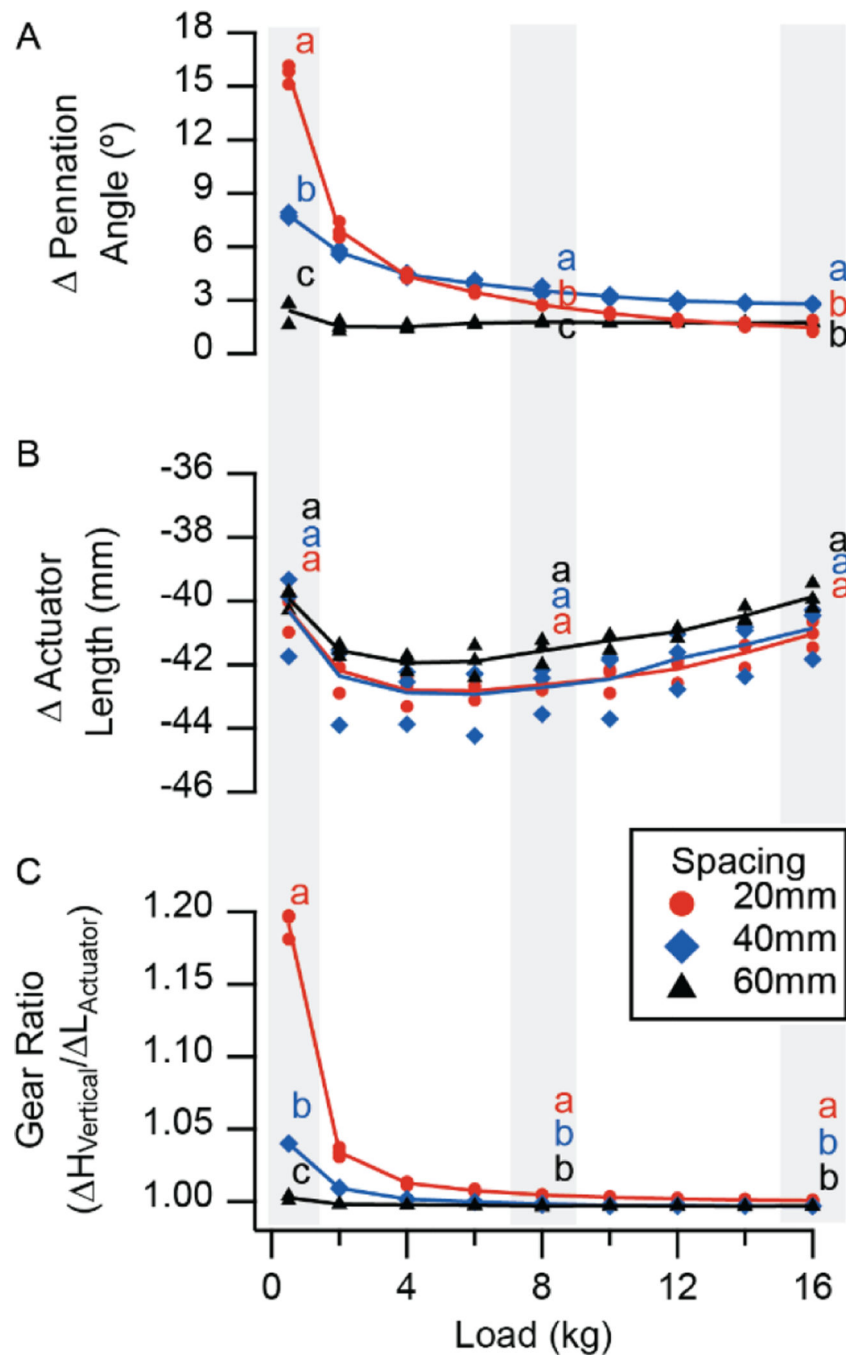 A
Δ Pennation
Angle (º)
18
15
12
9
6
3
0
a
b
c
a
b
c
a
b
b
B
Δ Actuator
Length (mm)
-36
-38
-40
-42
-44
-46
a
a
a
a
a
a
a
a
a
C
Gear Ratio
(ΔHVertical/ΔLActuator)
1.20
1.15
1.10
1.05
1.00
a
b
c
a
b
b
a
b
b
Spacing
20mm
40mm
60mm
0 4 8 12 16
Load (kg)